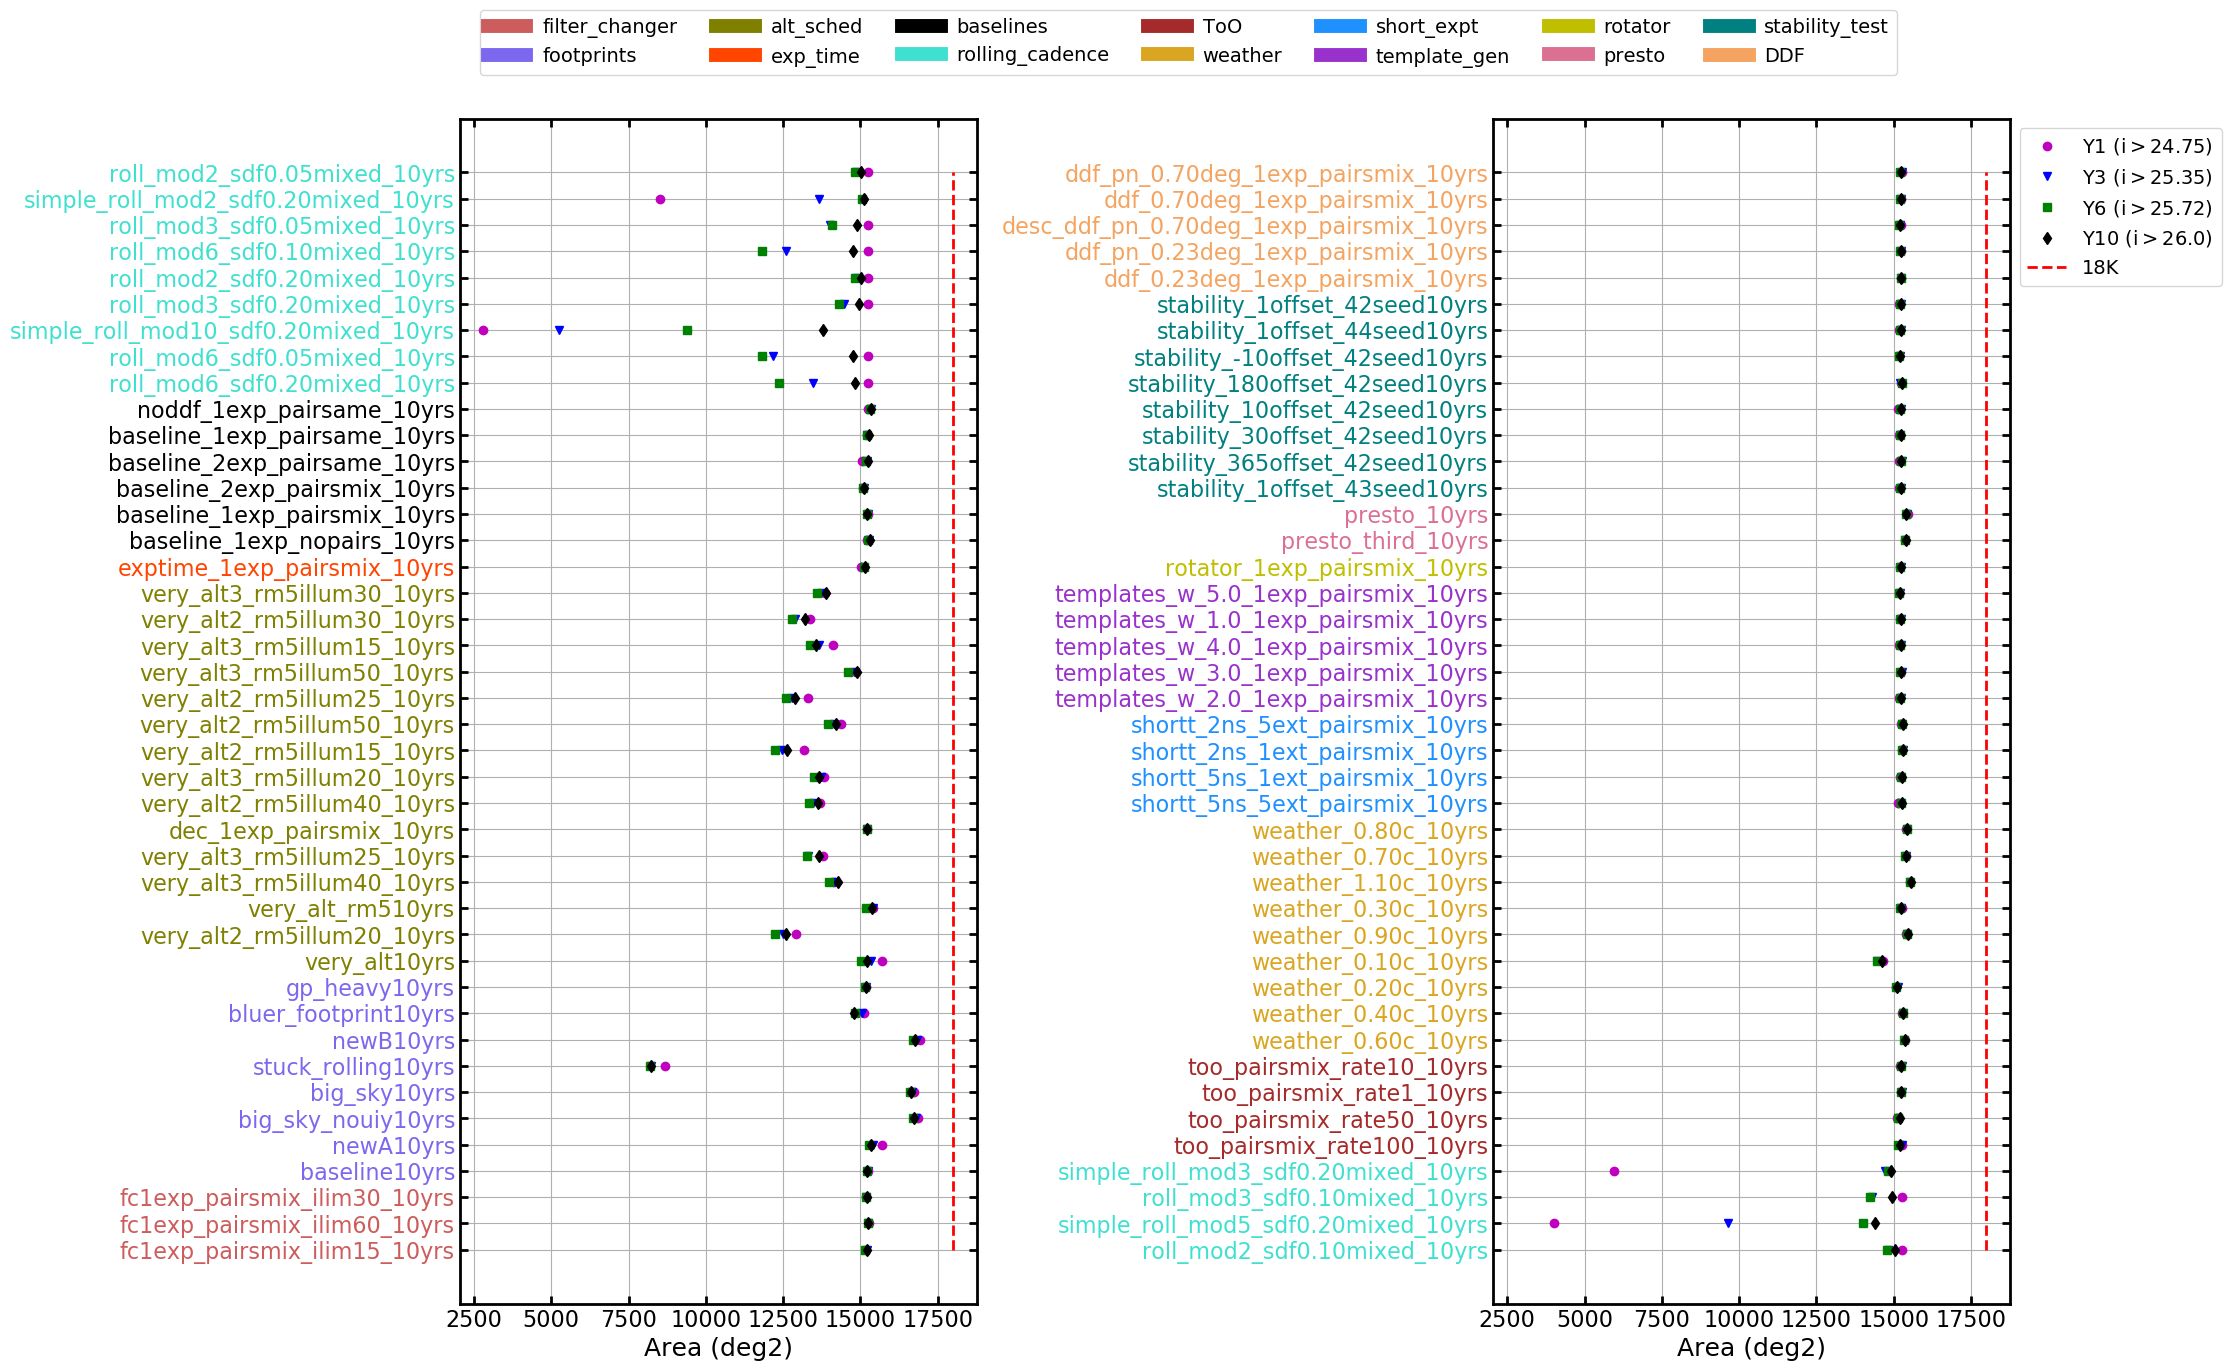 filter_changer alt_sched baselines ToO short_expt rotator stability_test
footprints exp_time rolling_cadence weather template_gen presto DDF
roll_mod2_sdf0.05mixed_10yrs
simple_roll_mod2_sdf0.20mixed_10yrs
roll_mod3_sdf0.05mixed_10yrs
roll_mod6_sdf0.10mixed_10yrs
roll_mod2_sdf0.20mixed_10yrs
roll_mod3_sdf0.20mixed_10yrs
simple_roll_mod10_sdf0.20mixed_10yrs
roll_mod6_sdf0.05mixed_10yrs
roll_mod6_sdf0.20mixed_10yrs
noddf_1exp_pairsame_10yrs
baseline_1exp_pairsame_10yrs
baseline_2exp_pairsame_10yrs
baseline_2exp_pairsmix_10yrs
baseline_1exp_pairsmix_10yrs
baseline_1exp_nopairs_10yrs
exptime_1exp_pairsmix_10yrs
very_alt3_rm5illum30_10yrs
very_alt2_rm5illum30_10yrs
very_alt3_rm5illum15_10yrs
very_alt3_rm5illum50_10yrs
very_alt2_rm5illum25_10yrs
very_alt2_rm5illum50_10yrs
very_alt2_rm5illum15_10yrs
very_alt3_rm5illum20_10yrs
very_alt2_rm5illum40_10yrs
dec_1exp_pairsmix_10yrs
very_alt3_rm5illum25_10yrs
very_alt3_rm5illum40_10yrs
very_alt_rm510yrs
very_alt2_rm5illum20_10yrs
very_alt10yrs
gp_heavy10yrs
bluer_footprint10yrs
newB10yrs
stuck_rolling10yrs
big_sky10yrs
big_sky_nouiy10yrs
newA10yrs
baseline10yrs
fc1exp_pairsmix_ilim30_10yrs
fc1exp_pairsmix_ilim60_10yrs
fc1exp_pairsmix_ilim15_10yrs
2500 5000 7500 10000 12500 15000 17500
Area (deg2)
ddf_pn_0.70deg_1exp_pairsmix_10yrs
ddf_0.70deg_1exp_pairsmix_10yrs
desc_ddf_pn_0.70deg_1exp_pairsmix_10yrs
ddf_pn_0.23deg_1exp_pairsmix_10yrs
ddf_0.23deg_1exp_pairsmix_10yrs
stability_1offset_42seed10yrs
stability_1offset_44seed10yrs
stability_-10offset_42seed10yrs
stability_180offset_42seed10yrs
stability_10offset_42seed10yrs
stability_30offset_42seed10yrs
stability_365offset_42seed10yrs
stability_1offset_43seed10yrs
presto_10yrs
presto_third_10yrs
rotator_1exp_pairsmix_10yrs
templates_w_5.0_1exp_pairsmix_10yrs
templates_w_1.0_1exp_pairsmix_10yrs
templates_w_4.0_1exp_pairsmix_10yrs
templates_w_3.0_1exp_pairsmix_10yrs
templates_w_2.0_1exp_pairsmix_10yrs
shortt_2ns_5ext_pairsmix_10yrs
shortt_2ns_1ext_pairsmix_10yrs
shortt_5ns_1ext_pairsmix_10yrs
shortt_5ns_5ext_pairsmix_10yrs
weather_0.80c_10yrs
weather_0.70c_10yrs
weather_1.10c_10yrs
weather_0.30c_10yrs
weather_0.90c_10yrs
weather_0.10c_10yrs
weather_0.20c_10yrs
weather_0.40c_10yrs
weather_0.60c_10yrs
too_pairsmix_rate10_10yrs
too_pairsmix_rate1_10yrs
too_pairsmix_rate50_10yrs
too_pairsmix_rate100_10yrs
simple_roll_mod3_sdf0.20mixed_10yrs
roll_mod3_sdf0.10mixed_10yrs
simple_roll_mod5_sdf0.20mixed_10yrs
roll_mod2_sdf0.10mixed_10yrs
2500 5000 7500 10000 12500 15000 17500
Area (deg2)
Y1 (i > 24.75)
Y3 (i > 25.35)
Y6 (i > 25.72)
Y10 (i > 26.0)
18K